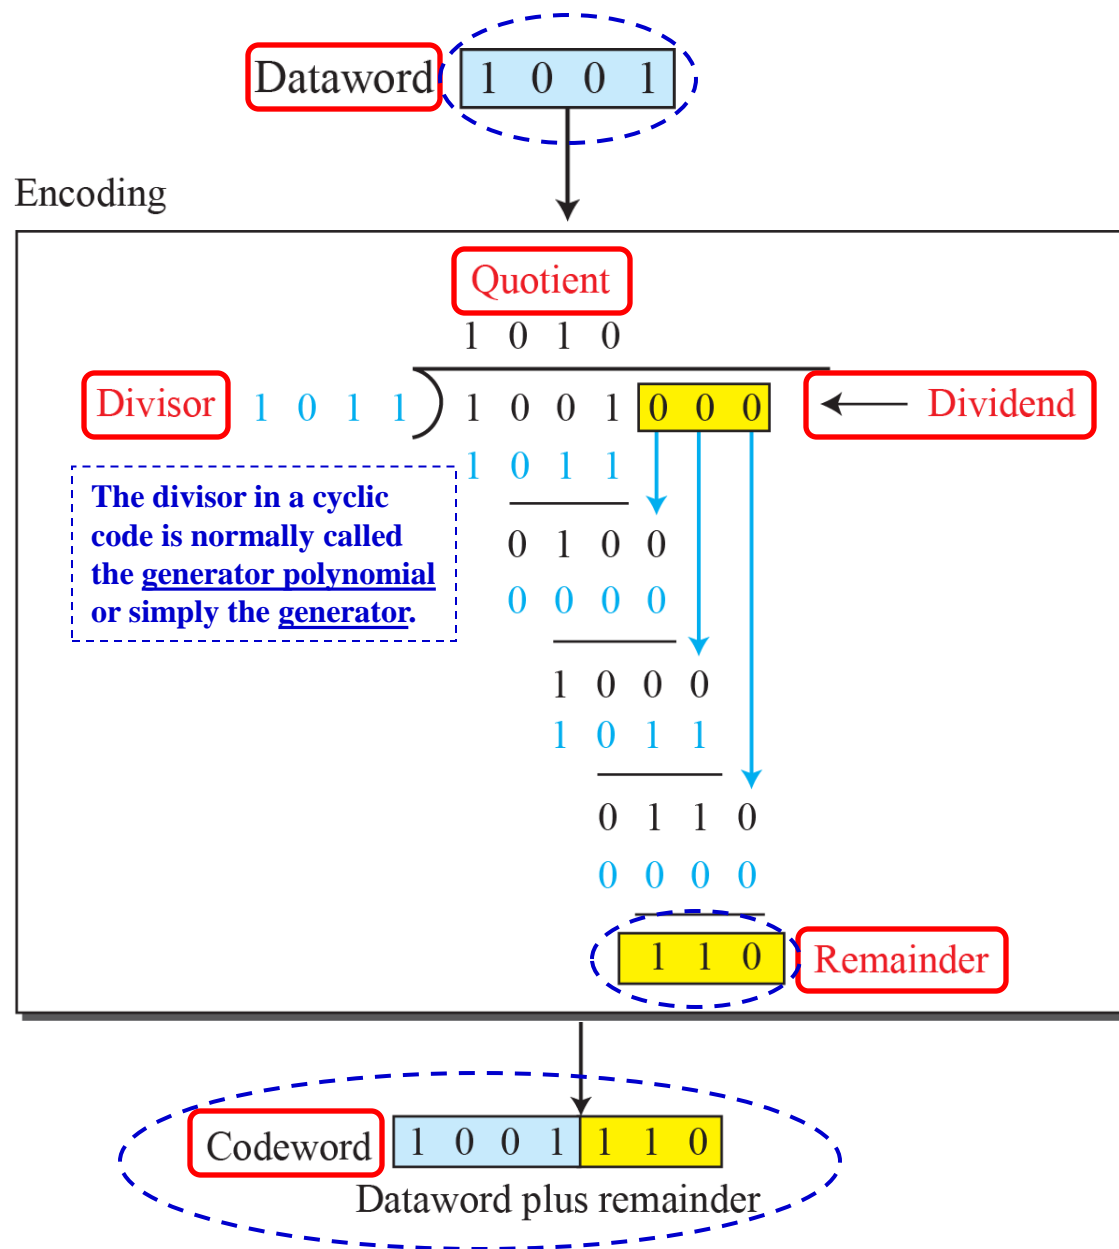 Dataword 1 0 0 1
Encoding
Quotient
1 0 1 0
Divisor 1 0 1 1 1 0 0 1 0 0 0 Dividend
1 0 1 1
The divisor in a cyclic
code is normally called
the generator polynomial
or simply the generator.
0 1 0 0
0 0 0 0
1 0 0 0
1 0 1 1
0 1 1 0
0 0 0 0
1 1 0 Remainder
Codeword 1 0 0 1 1 1 0
Dataword plus remainder